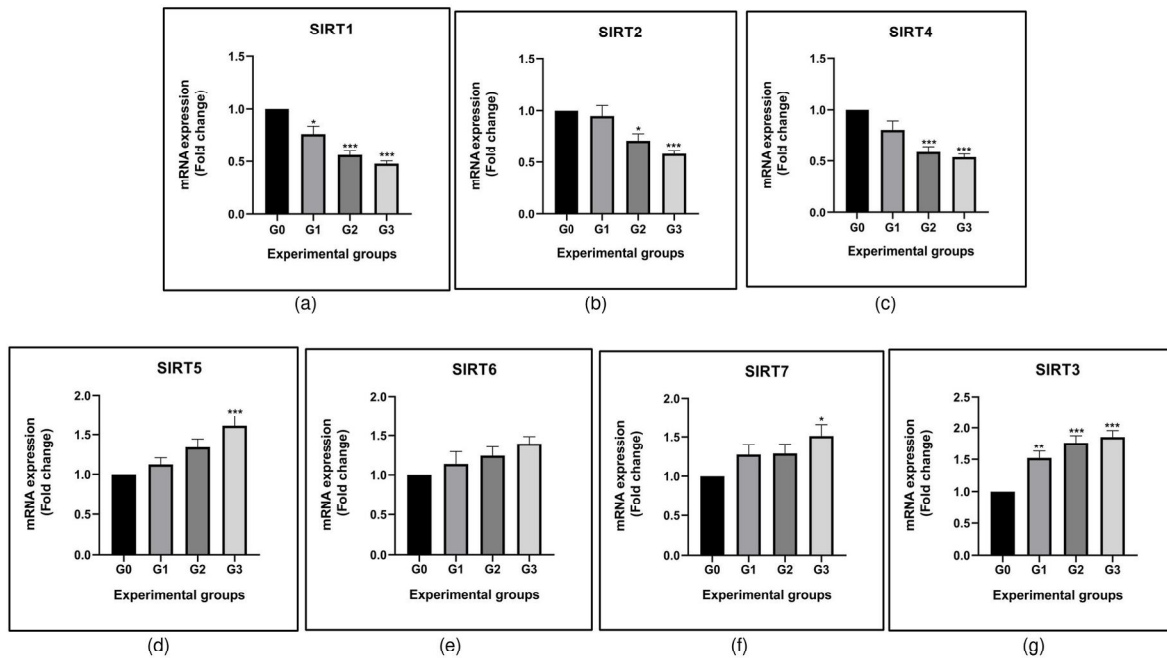 SIRT1
mRNA expression
(Fold change)
1.5
1.0
0.5
0.0
*
***
***
G0 G1 G2 G3
Experimental groups
(a)
SIRT2
mRNA expression
(Fold change)
1.5
1.0
0.5
0.0
*
***
G0 G1 G2 G3
Experimental groups
(b)
SIRT4
mRNA expression
(Fold change)
1.5
1.0
0.5
0.0
***
***
G0 G1 G2 G3
Experimental groups
(c)
SIRT5
mRNA expression
(Fold change)
2.0
1.5
1.0
0.5
0.0
***
G0 G1 G2 G3
Experimental groups
(d)
SIRT6
mRNA expression
(Fold change)
2.0
1.5
1.0
0.5
0.0
G0 G1 G2 G3
Experimental groups
(e)
SIRT7
mRNA expression
(Fold change)
2.0
1.5
1.0
0.5
0.0
*
G0 G1 G2 G3
Experimental groups
(f)
SIRT3
mRNA expression
(Fold change)
2.5
2.0
1.5
1.0
0.5
0.0
**
***
***
G0 G1 G2 G3
Experimental groups
(g)